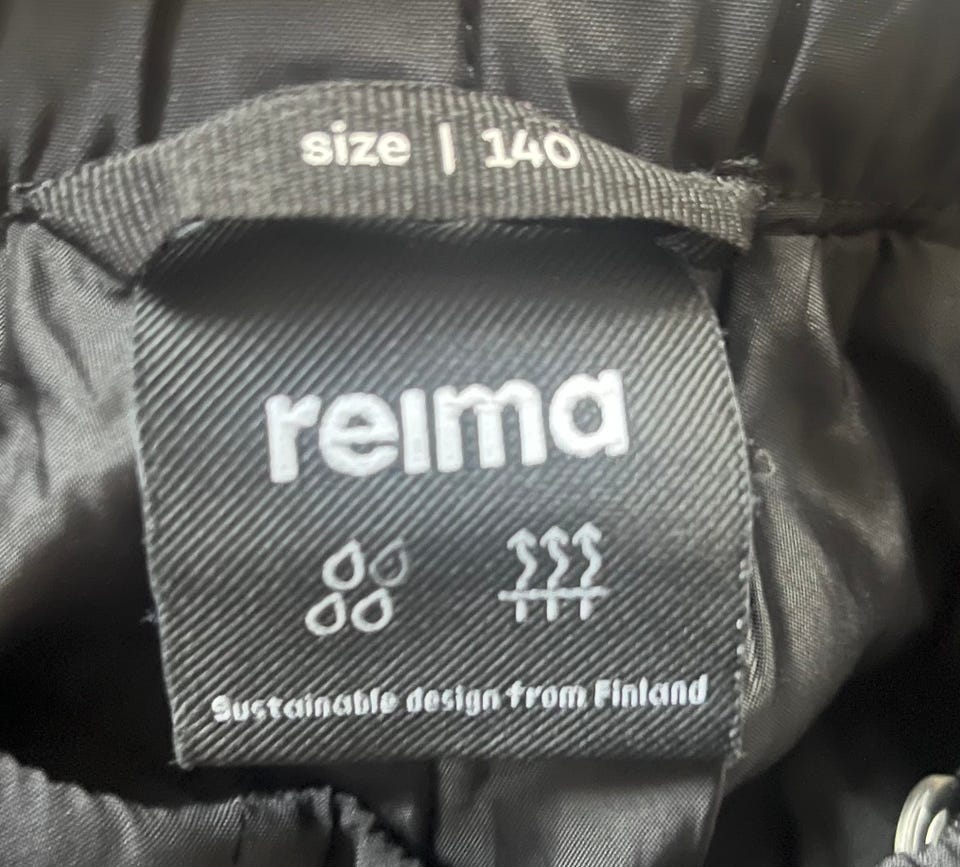 size | 140
reima
Sustainable design from Finland